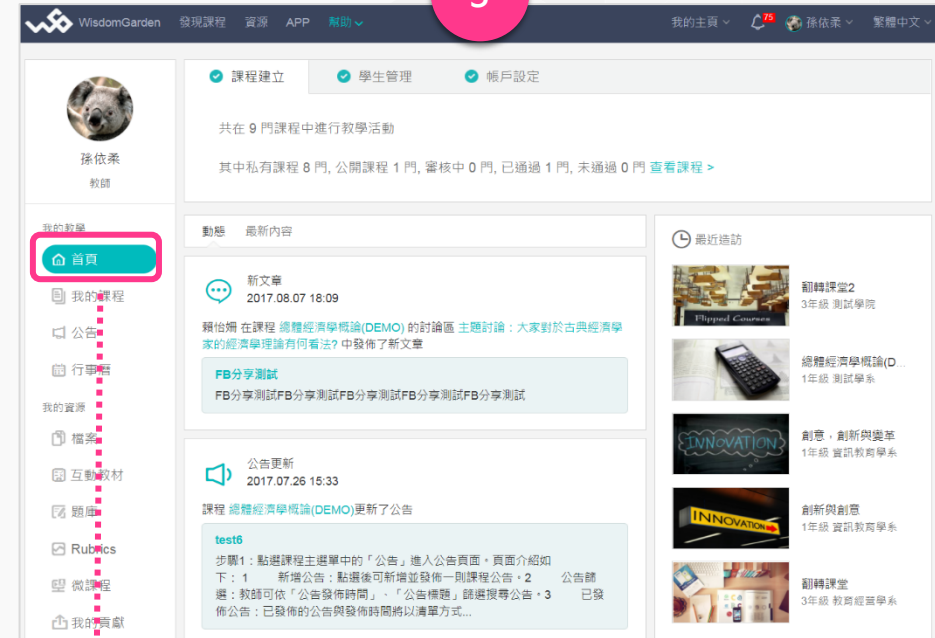 WisdomGarden 發現課程 資源 APP 幫助
我的主頁 75 孫依柔 繁體中文
孫依柔
教師
我的教學
首頁
我的課程
公告
行事曆
我的資源
檔案
互動教材
題庫
Rubrics
微課程
我的貢獻
課程建立 學生管理 帳戶設定
共在 9 門課程中進行教學活動
其中私有課程 8 門, 公開課程 1 門, 審核中 0 門, 已通過 1 門, 未通過 0 門 查看課程 >
動態 最新內容
新文章
2017.08.07 18:09
賴怡姍 在課程 總體經濟學概論(DEMO) 的討論區 主題討論：大家對於古典經濟學
家的經濟學理論有何看法? 中發佈了新文章
FB分享測試
FB分享測試FB分享測試FB分享測試FB分享測試FB分享測試
公告更新
2017.07.26 15:33
課程 總體經濟學概論(DEMO)更新了公告
test6
步驟1：點選課程主選單中的「公告」進入公告頁面。頁面介紹如
下： 1 新增公告：點選後可新增並發佈一則課程公告。2 公告篩
選：教師可依「公告發佈時間」、「公告標題」篩選搜尋公告。3 已發
佈公告：已發佈的公告與發佈時間將以清單方式...
最近造訪
Flipped Courses
翻轉課堂2
3年級 測試學院
總體經濟學概論(D...
1年級 測試學系
INNOVATION
創意，創新與變革
1年級 資訊教育學系
INNOVATION
創新與創意
1年級 資訊教育學系
翻轉課堂
3年級 教育經營學系